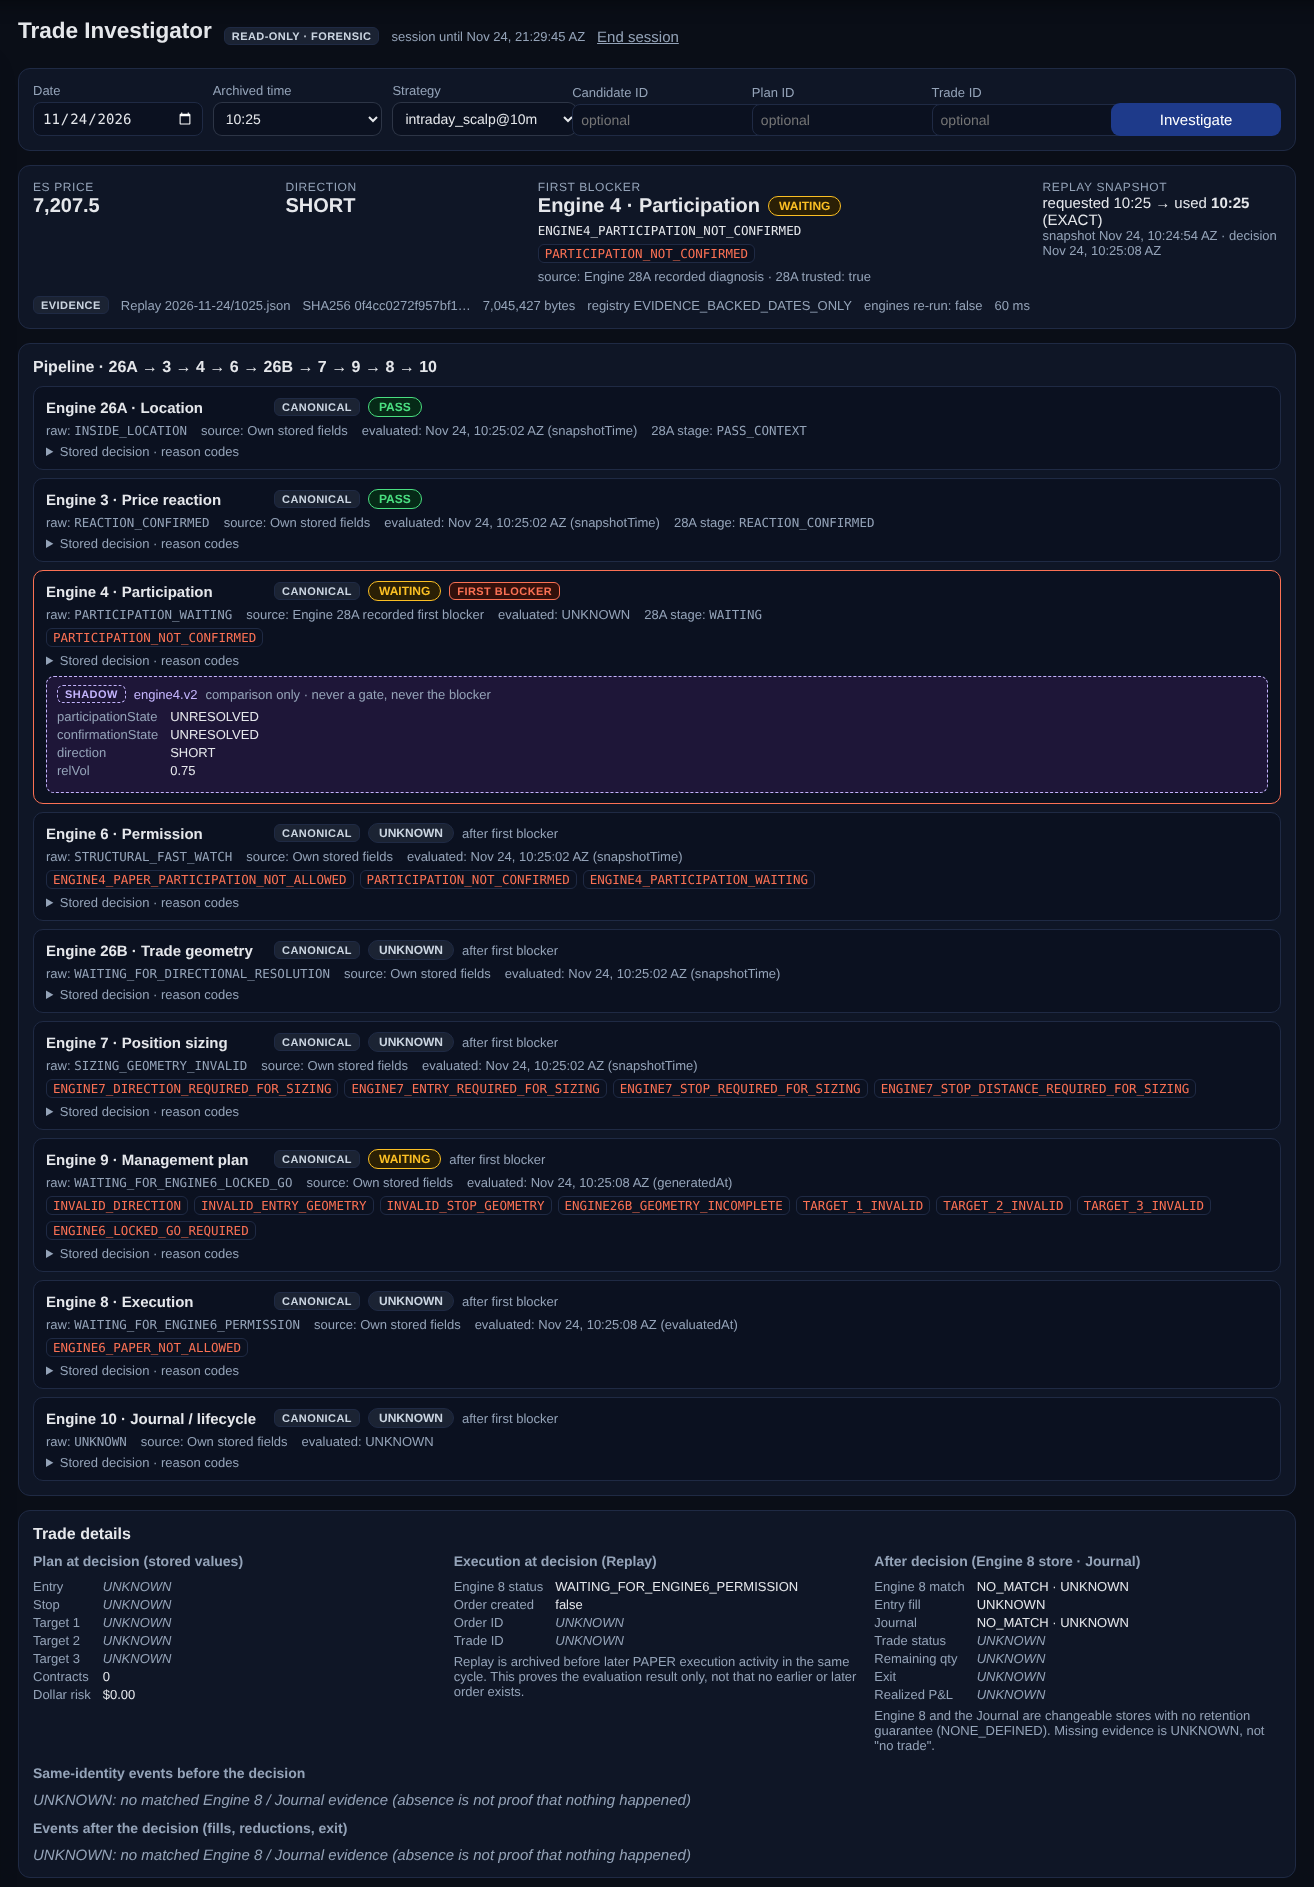 Trade Investigator READ-ONLY · FORENSIC session until Nov 24, 21:29:45 AZ End session
Date Archived time Strategy Candidate ID Plan ID Trade ID
11/24/2026 10:25 intraday_scalp@10m optional optional optional Investigate
ES PRICE DIRECTION FIRST BLOCKER REPLAY SNAPSHOT
7,207.5 SHORT Engine 4 · Participation WAITING requested 10:25 → used 10:25
(EXACT)
ENGINE4_PARTICIPATION_NOT_CONFIRMED snapshot Nov 24, 10:24:54 AZ · decision
Nov 24, 10:25:08 AZ
PARTICIPATION_NOT_CONFIRMED
source: Engine 28A recorded diagnosis · 28A trusted: true
EVIDENCE Replay 2026-11-24/1025.json SHA256 0f4cc0272f957bf1… 7,045,427 bytes registry EVIDENCE_BACKED_DATES_ONLY engines re-run: false 60 ms
Pipeline · 26A → 3 → 4 → 6 → 26B → 7 → 9 → 8 → 10
Engine 26A · Location CANONICAL PASS
raw: INSIDE_LOCATION source: Own stored fields evaluated: Nov 24, 10:25:02 AZ (snapshotTime) 28A stage: PASS_CONTEXT
▶ Stored decision · reason codes
Engine 3 · Price reaction CANONICAL PASS
raw: REACTION_CONFIRMED source: Own stored fields evaluated: Nov 24, 10:25:02 AZ (snapshotTime) 28A stage: REACTION_CONFIRMED
▶ Stored decision · reason codes
Engine 4 · Participation CANONICAL WAITING FIRST BLOCKER
raw: PARTICIPATION_WAITING source: Engine 28A recorded first blocker evaluated: UNKNOWN 28A stage: WAITING
PARTICIPATION_NOT_CONFIRMED
▶ Stored decision · reason codes
SHADOW engine4.v2 comparison only · never a gate, never the blocker
participationState UNRESOLVED
confirmationState UNRESOLVED
direction SHORT
relVol 0.75
Engine 6 · Permission CANONICAL UNKNOWN after first blocker
raw: STRUCTURAL_FAST_WATCH source: Own stored fields evaluated: Nov 24, 10:25:02 AZ (snapshotTime)
ENGINE4_PAPER_PARTICIPATION_NOT_ALLOWED PARTICIPATION_NOT_CONFIRMED ENGINE4_PARTICIPATION_WAITING
▶ Stored decision · reason codes
Engine 26B · Trade geometry CANONICAL UNKNOWN after first blocker
raw: WAITING_FOR_DIRECTIONAL_RESOLUTION source: Own stored fields evaluated: Nov 24, 10:25:02 AZ (snapshotTime)
▶ Stored decision · reason codes
Engine 7 · Position sizing CANONICAL UNKNOWN after first blocker
raw: SIZING_GEOMETRY_INVALID source: Own stored fields evaluated: Nov 24, 10:25:02 AZ (snapshotTime)
ENGINE7_DIRECTION_REQUIRED_FOR_SIZING ENGINE7_ENTRY_REQUIRED_FOR_SIZING ENGINE7_STOP_REQUIRED_FOR_SIZING ENGINE7_STOP_DISTANCE_REQUIRED_FOR_SIZING
▶ Stored decision · reason codes
Engine 9 · Management plan CANONICAL WAITING after first blocker
raw: WAITING_FOR_ENGINE6_LOCKED_GO source: Own stored fields evaluated: Nov 24, 10:25:08 AZ (generatedAt)
INVALID_DIRECTION INVALID_ENTRY_GEOMETRY INVALID_STOP_GEOMETRY ENGINE26B_GEOMETRY_INCOMPLETE TARGET_1_INVALID TARGET_2_INVALID TARGET_3_INVALID
ENGINE6_LOCKED_GO_REQUIRED
▶ Stored decision · reason codes
Engine 8 · Execution CANONICAL UNKNOWN after first blocker
raw: WAITING_FOR_ENGINE6_PERMISSION source: Own stored fields evaluated: Nov 24, 10:25:08 AZ (evaluatedAt)
ENGINE6_PAPER_NOT_ALLOWED
▶ Stored decision · reason codes
Engine 10 · Journal / lifecycle CANONICAL UNKNOWN after first blocker
raw: UNKNOWN source: Own stored fields evaluated: UNKNOWN
▶ Stored decision · reason codes
Trade details
Plan at decision (stored values)
Entry UNKNOWN
Stop UNKNOWN
Target 1 UNKNOWN
Target 2 UNKNOWN
Target 3 UNKNOWN
Contracts 0
Dollar risk $0.00
Execution at decision (Replay)
Engine 8 status WAITING_FOR_ENGINE6_PERMISSION
Order created false
Order ID UNKNOWN
Trade ID UNKNOWN
Replay is archived before later PAPER execution activity in the same
cycle. This proves the evaluation result only, not that no earlier or later
order exists.
After decision (Engine 8 store · Journal)
Engine 8 match NO_MATCH · UNKNOWN
Entry fill UNKNOWN
Journal NO_MATCH · UNKNOWN
Trade status UNKNOWN
Remaining qty UNKNOWN
Exit UNKNOWN
Realized P&L UNKNOWN
Engine 8 and the Journal are changeable stores with no retention
guarantee (NONE_DEFINED). Missing evidence is UNKNOWN, not
"no trade".
Same-identity events before the decision
UNKNOWN: no matched Engine 8 / Journal evidence (absence is not proof that nothing happened)
Events after the decision (fills, reductions, exit)
UNKNOWN: no matched Engine 8 / Journal evidence (absence is not proof that nothing happened)